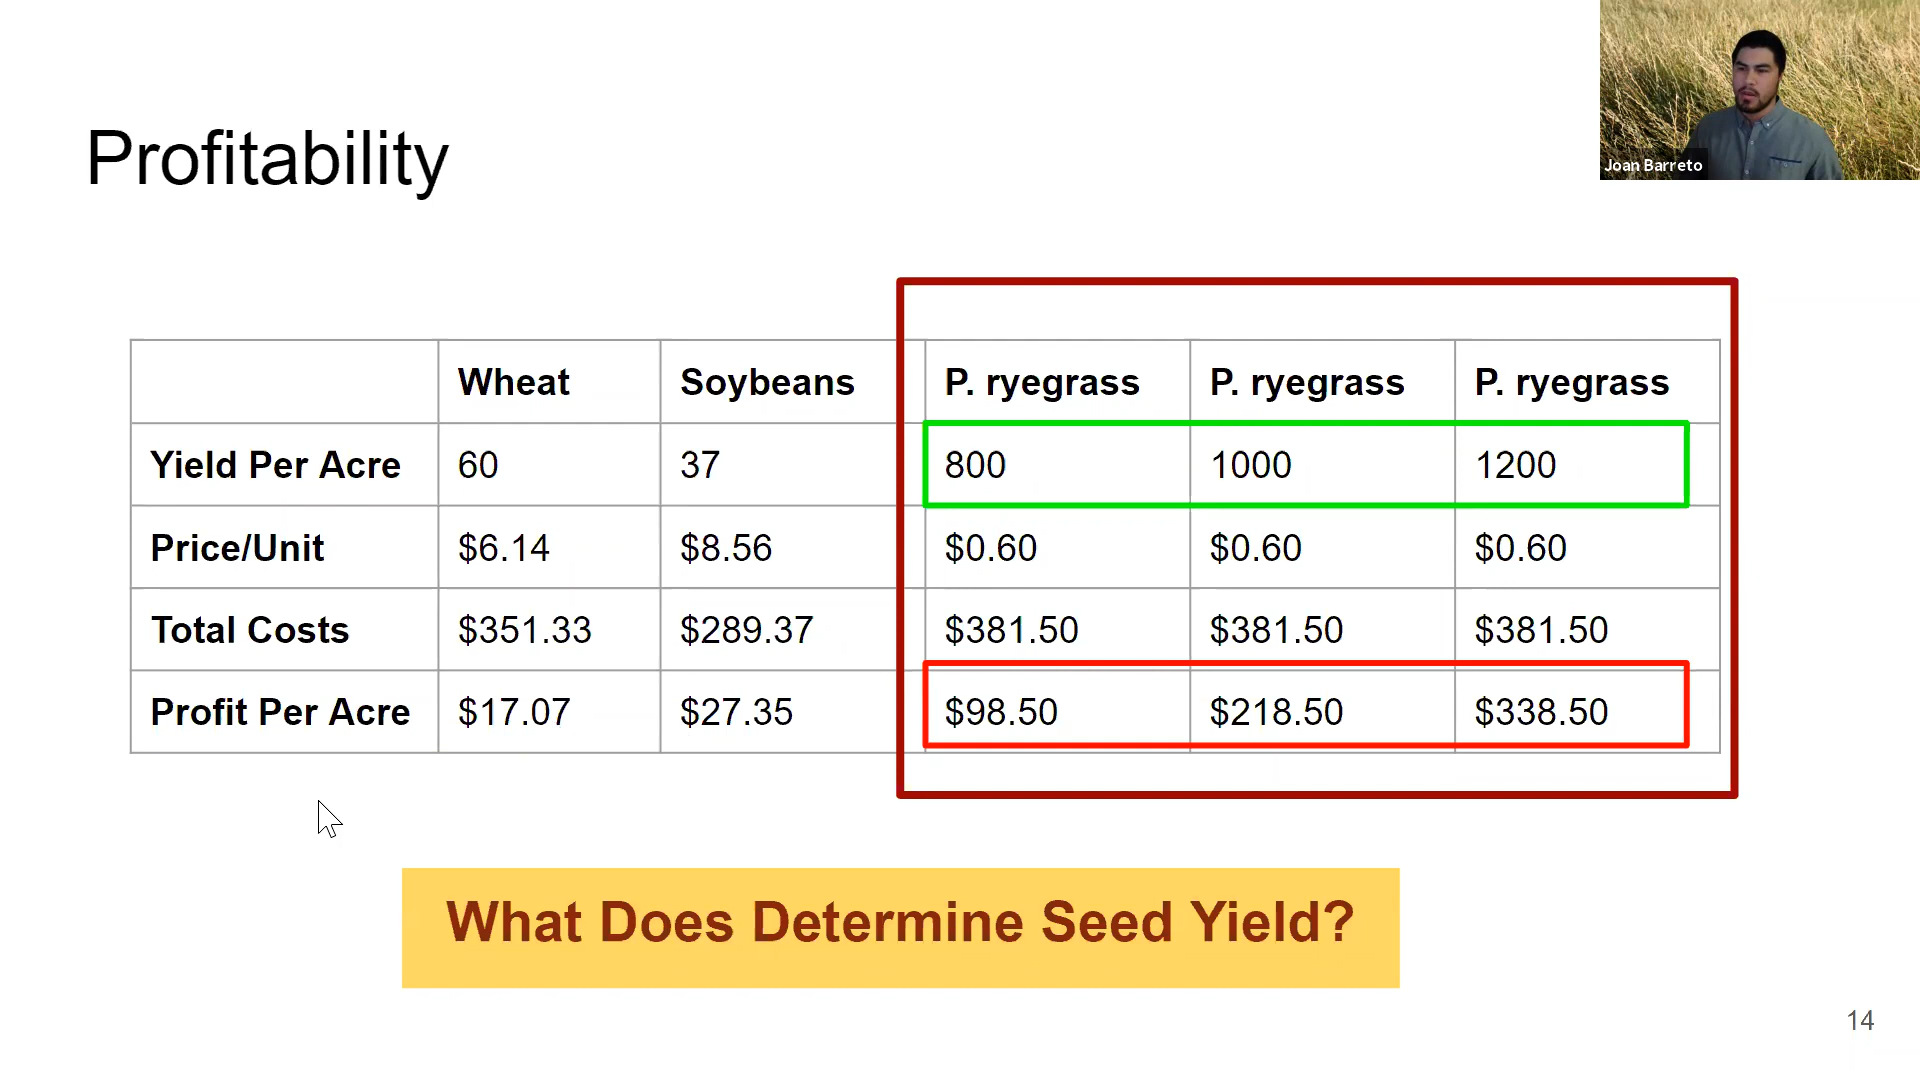 Joan Barreto
Profitability
Wheat Soybeans P. ryegrass P. ryegrass P. ryegrass
Yield Per Acre 60 37 800 1000 1200
Price/Unit $6.14 $8.56 $0.60 $0.60 $0.60
Total Costs $351.33 $289.37 $381.50 $381.50 $381.50
Profit Per Acre $17.07 $27.35 $98.50 $218.50 $338.50
What Does Determine Seed Yield?
14